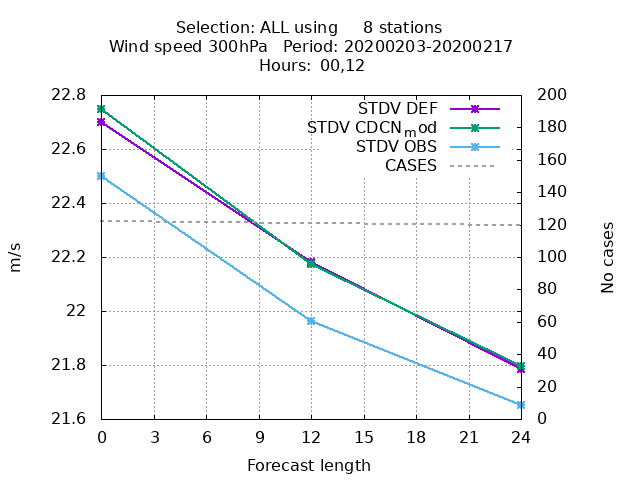 Selection: ALL using     8 stations
Wind speed 300hPa   Period: 20200203-20200217
Hours:  00,12
STDV DEF
STDV CDCNmod
STDV OBS
CASES
22.8
22.6
22.4
22.2
22
21.8
21.6
200
180
160
140
120
100
80
60
40
20
0
m/s
No cases
0 3 6 9 12 15 18 21 24
Forecast length